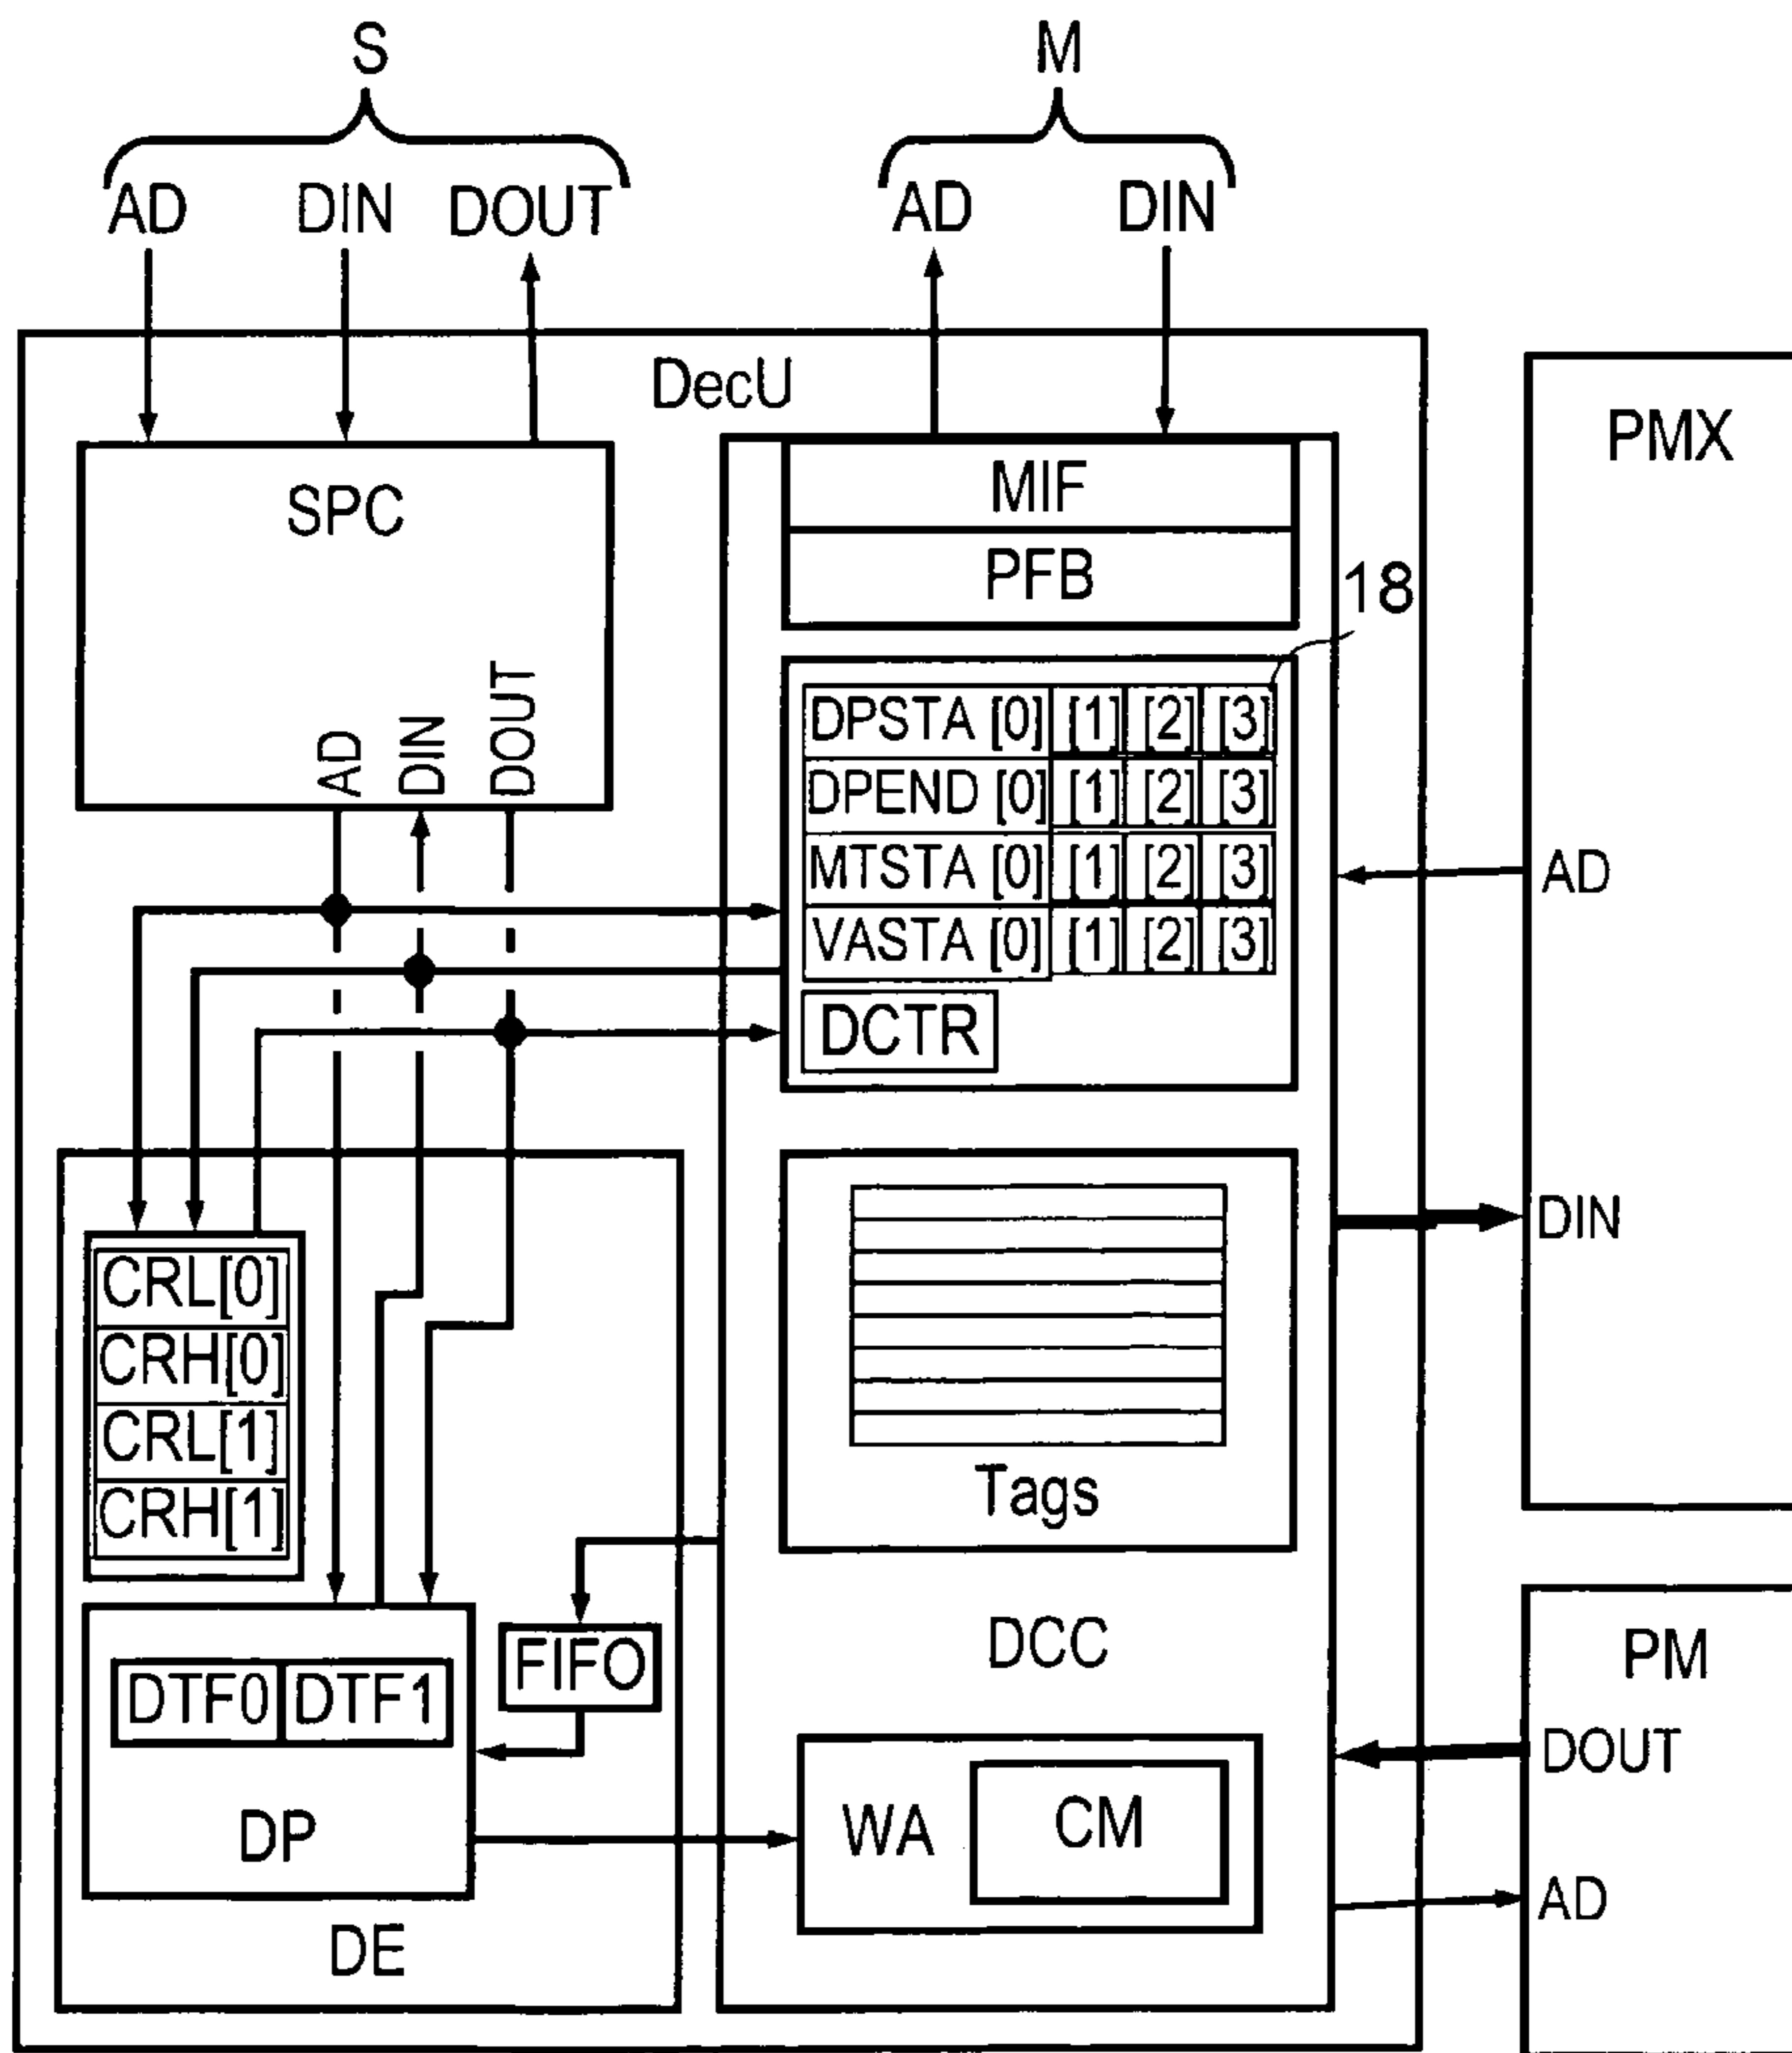 S M
AD DIN DOUT AD DIN
DecU
PMX
SPC
MIF
PFB
18
AD DIN DOUT
DPSTA [0] [1] [2] [3]
DPEND [0] [1] [2] [3]
MTSTA [0] [1] [2] [3]
VASTA [0] [1] [2] [3]
DCTR
AD
DIN
CRL[0]
CRH[0]
CRL[1]
CRH[1]
Tags
FIFO
DCC
PM
DTF0 DTF1
DOUT
DP
WA CM
AD
DE